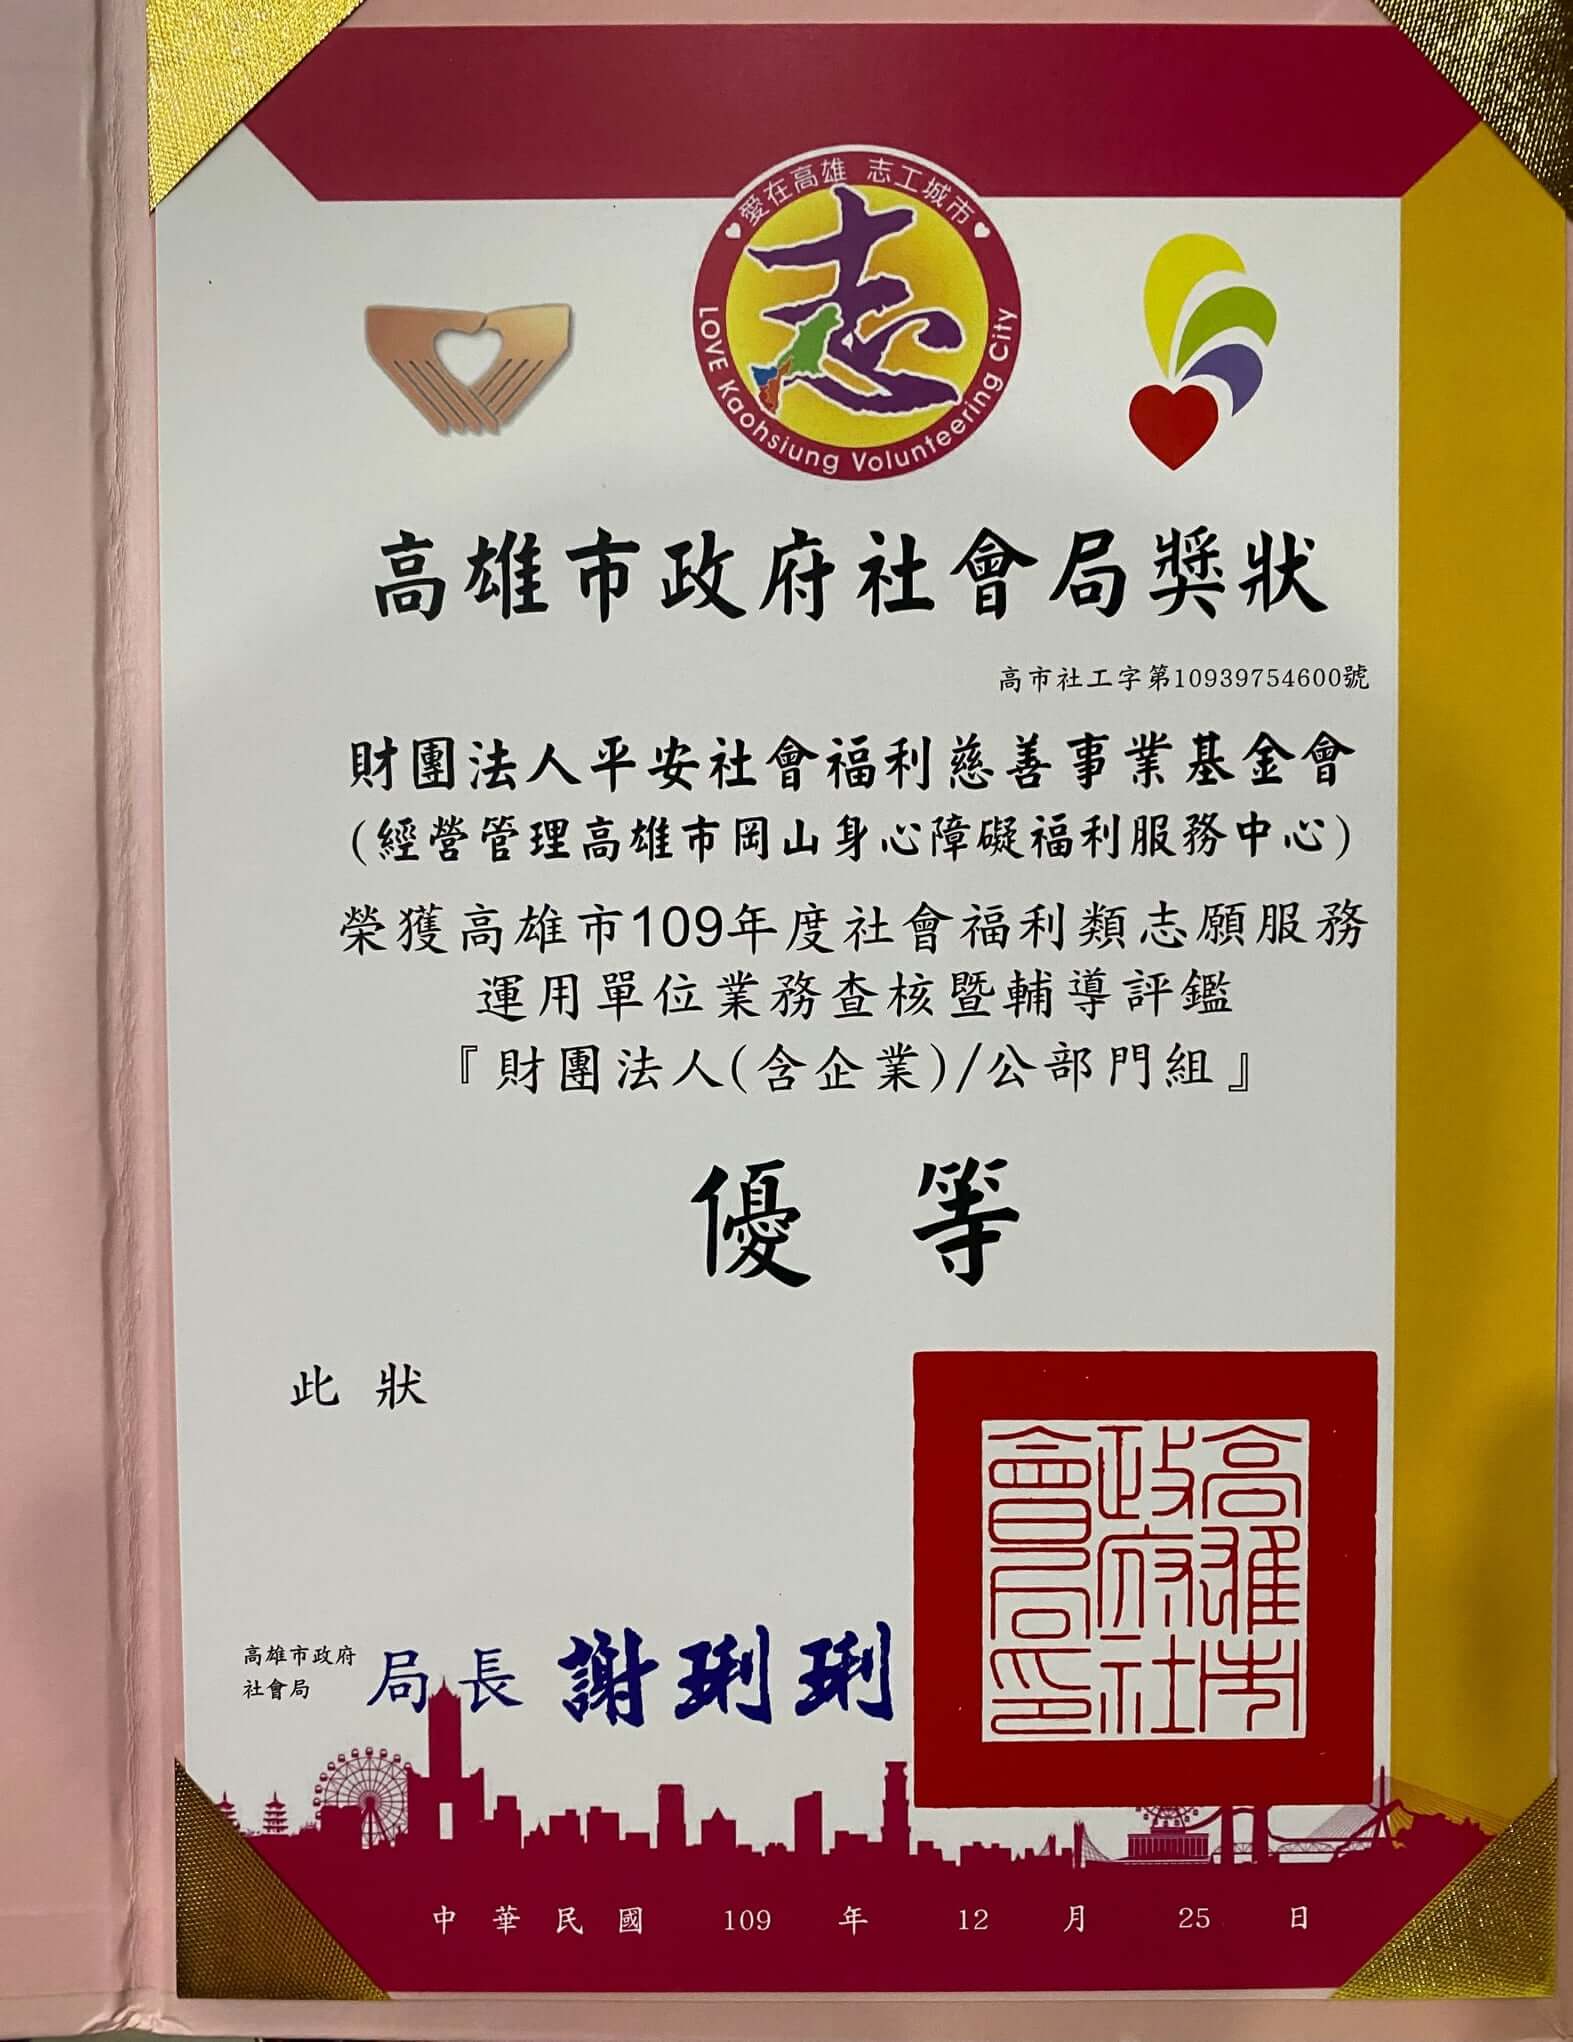 愛在高雄 志工城市
志
LOVE Kaohsiung Volunteering City
高雄市政府社會局獎狀
高市社工字第10939754600號
財團法人平安社會福利慈善事業基金會
(經營管理高雄市岡山身心障礙福利服務中心)
榮獲高雄市109年度社會福利類志願服務
運用單位業務查核暨輔導評鑑
『財團法人(含企業)/公部門組』
優等
此狀
高雄市政府社會局印
高雄市政府
社會局
局長 謝琍琍
中華民國 109 年 12 月 25 日